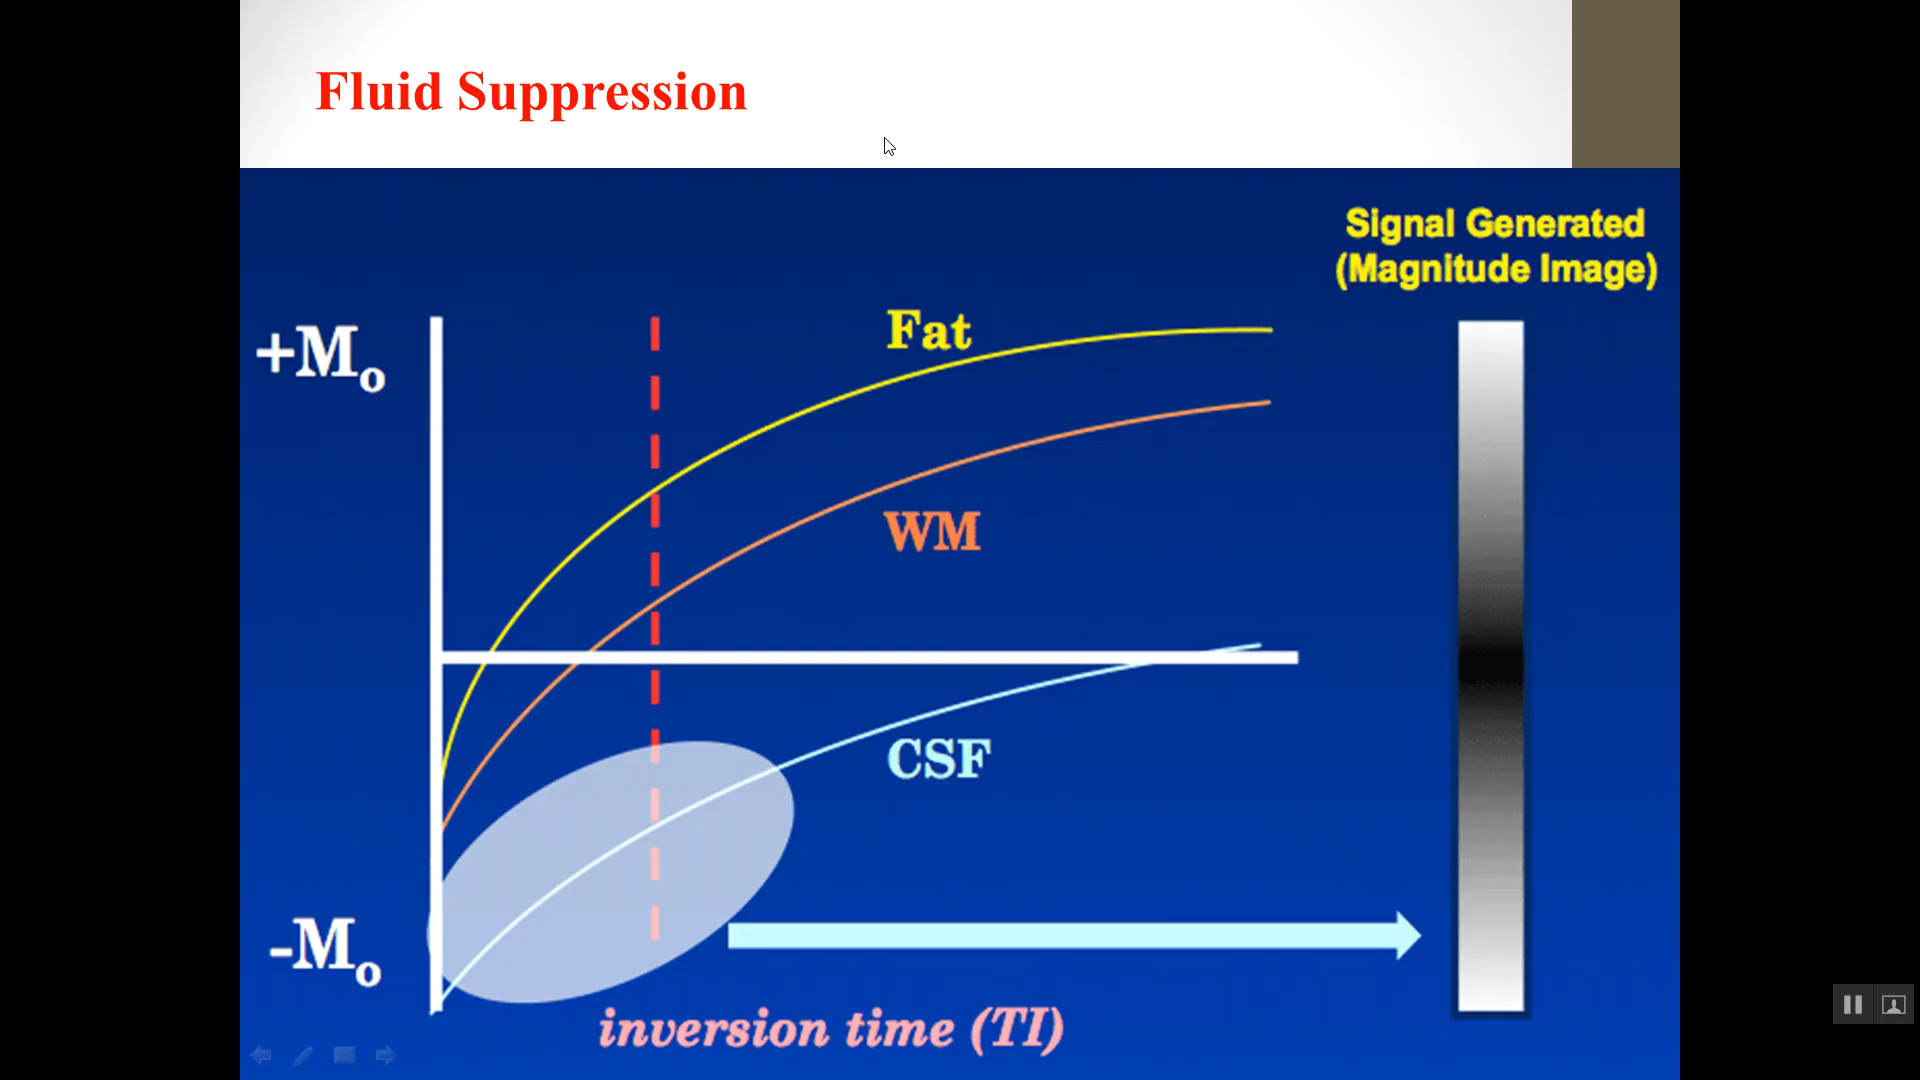 Fluid Suppression
Signal Generated
(Magnitude Image)
+Mo
Fat
WM
CSF
-Mo
inversion time (TI)